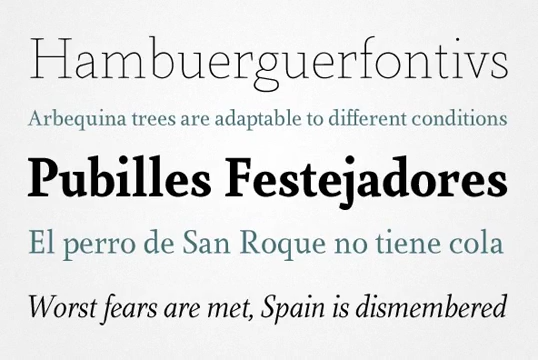 Hambuerguerfontivs
Arbequina trees are adaptable to different conditions
Pubilles Festejadores
El perro de San Roque no tiene cola
Worst fears are met, Spain is dismembered